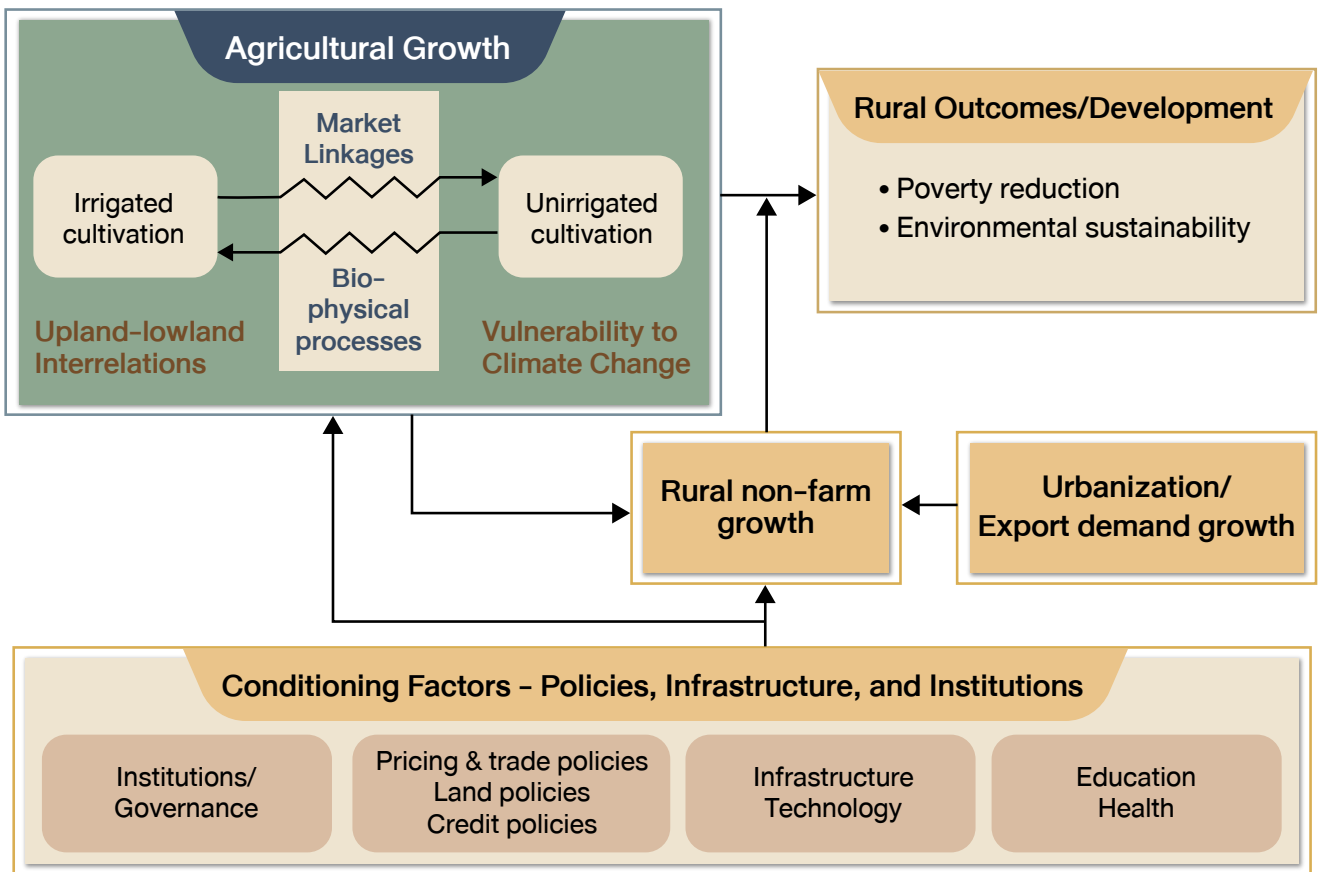 Agricultural Growth
Market
Linkages
Irrigated
cultivation
Unirrigated
cultivation
Bio-
physical
processes
Upland-lowland
Interrelations
Vulnerability to
Climate Change
Rural Outcomes/Development
• Poverty reduction
• Environmental sustainability
Rural non-farm
growth
Urbanization/
Export demand growth
Conditioning Factors - Policies, Infrastructure, and Institutions
Institutions/
Governance
Pricing & trade policies
Land policies
Credit policies
Infrastructure
Technology
Education
Health